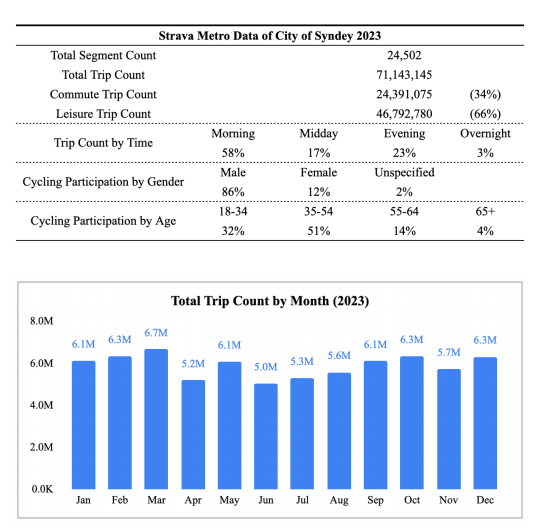 Strava Metro Data of City of Syndey 2023
Total Segment Count 24,502
Total Trip Count 71,143,145
Commute Trip Count 24,391,075 (34%)
Leisure Trip Count 46,792,780 (66%)
Trip Count by Time
Morning Midday Evening Overnight
58% 17% 23% 3%
Cycling Participation by Gender
Male Female Unspecified
86% 12% 2%
Cycling Participation by Age
18-34 35-54 55-64 65+
32% 51% 14% 4%
Total Trip Count by Month (2023)
8.0M
6.0M
4.0M
2.0M
0.0K
6.1M 6.3M 6.7M 5.2M 6.1M 5.0M 5.3M 5.6M 6.1M 6.3M 5.7M 6.3M
Jan Feb Mar Apr May Jun Jul Aug Sep Oct Nov Dec